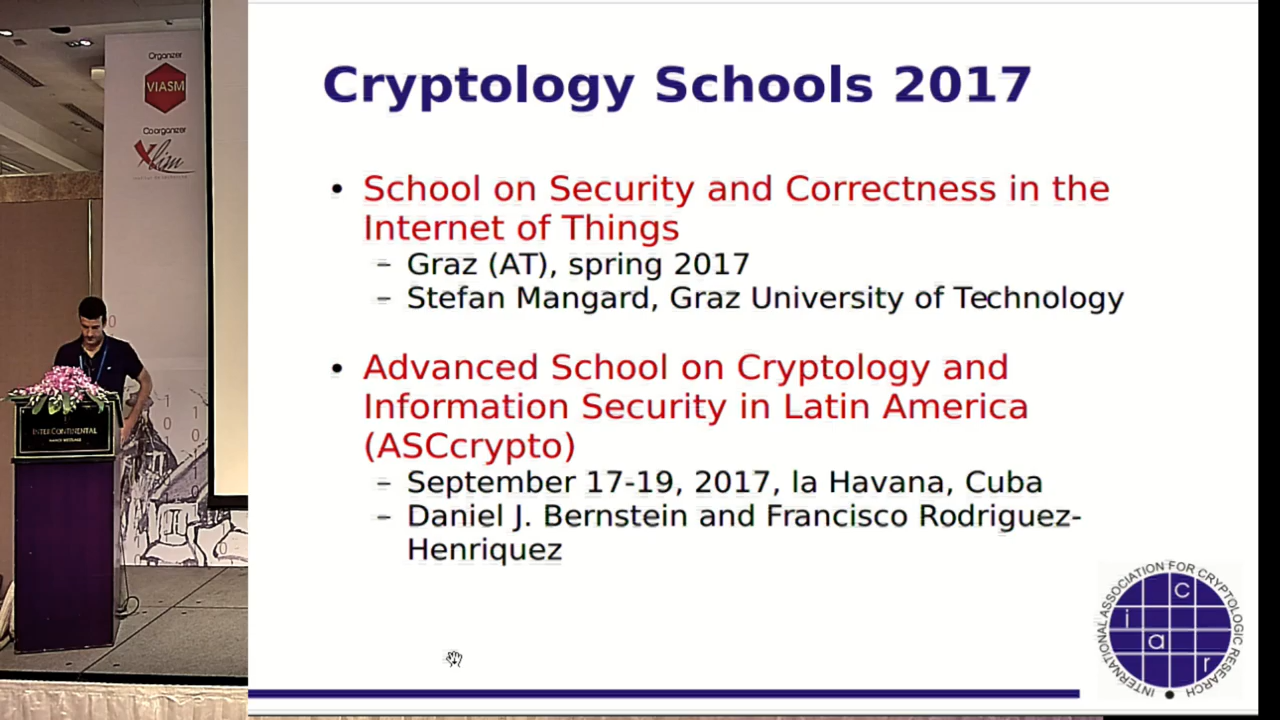 Organizer
VIASM
Coorganizer
Xlim
INTERCONTINENTAL
Cryptology Schools 2017
• School on Security and Correctness in the
Internet of Things
– Graz (AT), spring 2017
– Stefan Mangard, Graz University of Technology
• Advanced School on Cryptology and
Information Security in Latin America
(ASCcrypto)
– September 17-19, 2017, la Havana, Cuba
– Daniel J. Bernstein and Francisco Rodriguez-
Henriquez
INTERNATIONAL ASSOCIATION FOR CRYPTOLOGIC RESEARCH
i a c r